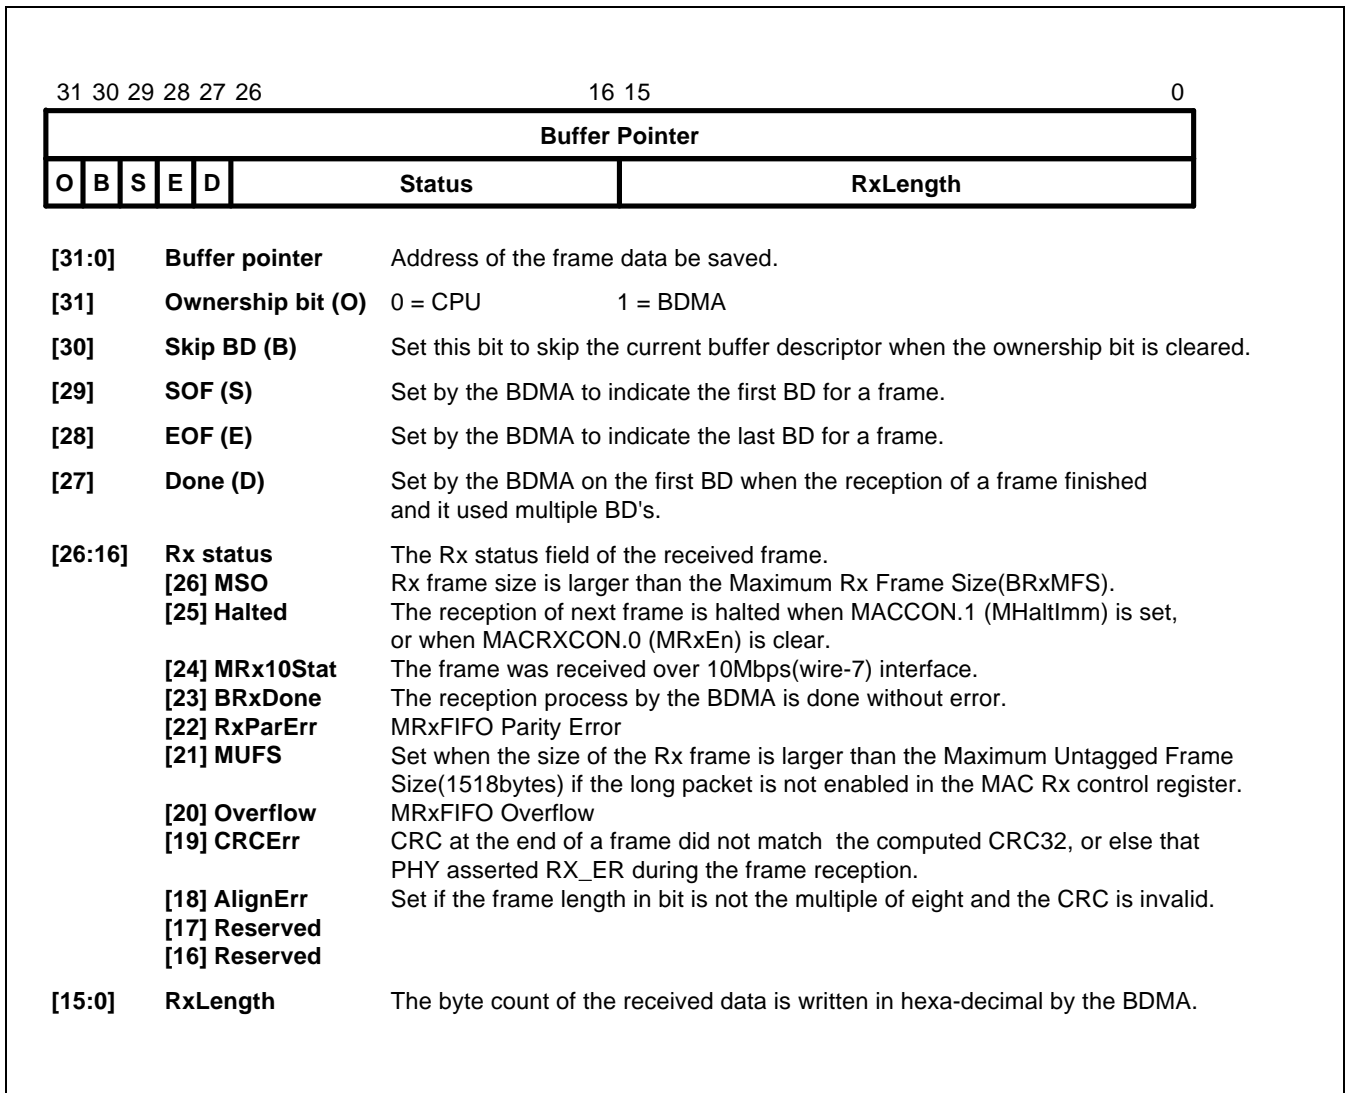 31 30 29 28 27 26 16 15 0
Buffer Pointer
O B S E D Status RxLength
[31:0] Buffer pointer Address of the frame data be saved.
[31] Ownership bit (O) 0 = CPU 1 = BDMA
[30] Skip BD (B) Set this bit to skip the current buffer descriptor when the ownership bit is cleared.
[29] SOF (S) Set by the BDMA to indicate the first BD for a frame.
[28] EOF (E) Set by the BDMA to indicate the last BD for a frame.
[27] Done (D) Set by the BDMA on the first BD when the reception of a frame finished
and it used multiple BD's.
[26:16] Rx status The Rx status field of the received frame.
[26] MSO Rx frame size is larger than the Maximum Rx Frame Size(BRxMFS).
[25] Halted The reception of next frame is halted when MACCON.1 (MHaltImm) is set,
or when MACRXCON.0 (MRxEn) is clear.
[24] MRx10Stat The frame was received over 10Mbps(wire-7) interface.
[23] BRxDone The reception process by the BDMA is done without error.
[22] RxParErr MRxFIFO Parity Error
[21] MUFS Set when the size of the Rx frame is larger than the Maximum Untagged Frame
Size(1518bytes) if the long packet is not enabled in the MAC Rx control register.
[20] Overflow MRxFIFO Overflow
[19] CRCErr CRC at the end of a frame did not match the computed CRC32, or else that
PHY asserted RX_ER during the frame reception.
[18] AlignErr Set if the frame length in bit is not the multiple of eight and the CRC is invalid.
[17] Reserved
[16] Reserved
[15:0] RxLength The byte count of the received data is written in hexa-decimal by the BDMA.